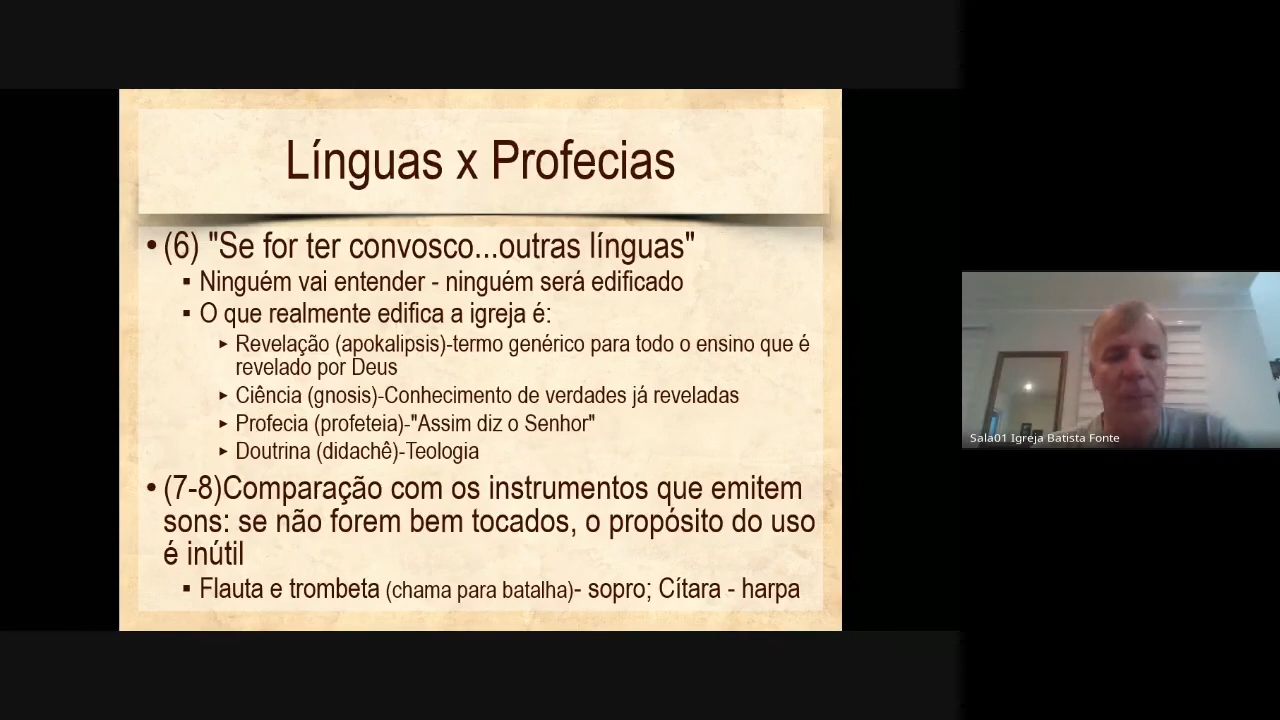 Línguas x Profecias
• (6) "Se for ter convosco...outras línguas"
▪ Ninguém vai entender - ninguém será edificado
▪ O que realmente edifica a igreja é:
▸ Revelação (apokalipsis)-termo genérico para todo o ensino que é
revelado por Deus
▸ Ciência (gnosis)-Conhecimento de verdades já reveladas
▸ Profecia (profeteia)-"Assim diz o Senhor"
▸ Doutrina (didachê)-Teologia
• (7-8)Comparação com os instrumentos que emitem
sons: se não forem bem tocados, o propósito do uso
é inútil
▪ Flauta e trombeta (chama para batalha)- sopro; Cítara - harpa
Sala01 Igreja Batista Fonte